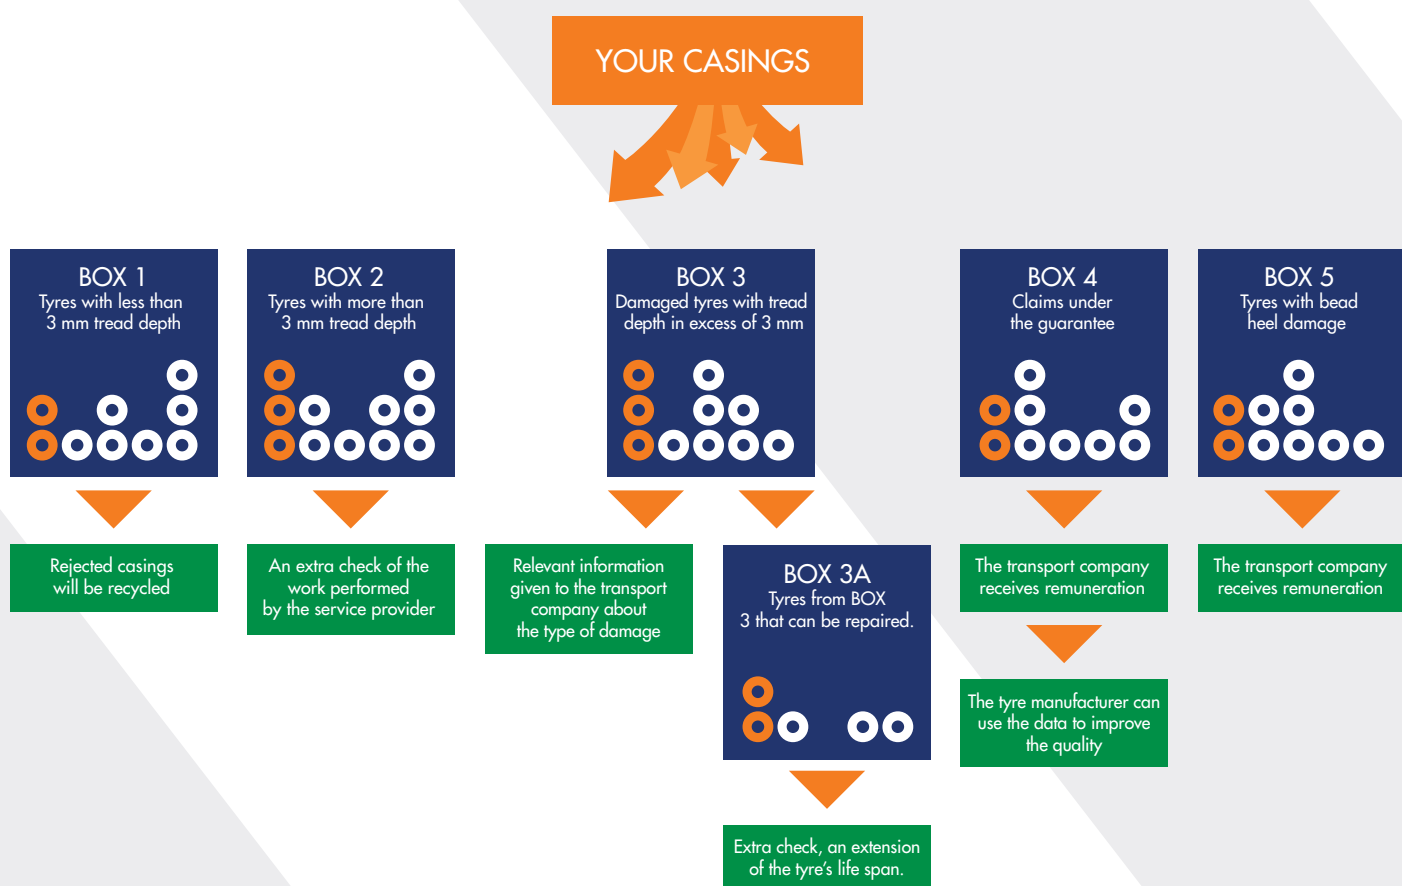 YOUR CASINGS
BOX 1
Tyres with less than
3 mm tread depth
BOX 2
Tyres with more than
3 mm tread depth
BOX 3
Damaged tyres with tread
depth in excess of 3 mm
BOX 4
Claims under
the guarantee
BOX 5
Tyres with bead
heel damage
Rejected casings
will be recycled
An extra check of the
work performed
by the service provider
Relevant information
given to the transport
company about
the type of damage
BOX 3A
Tyres from BOX
3 that can be repaired.
The transport company
receives remuneration
The transport company
receives remuneration
The tyre manufacturer can
use the data to improve
the quality
Extra check, an extension
of the tyre's life span.